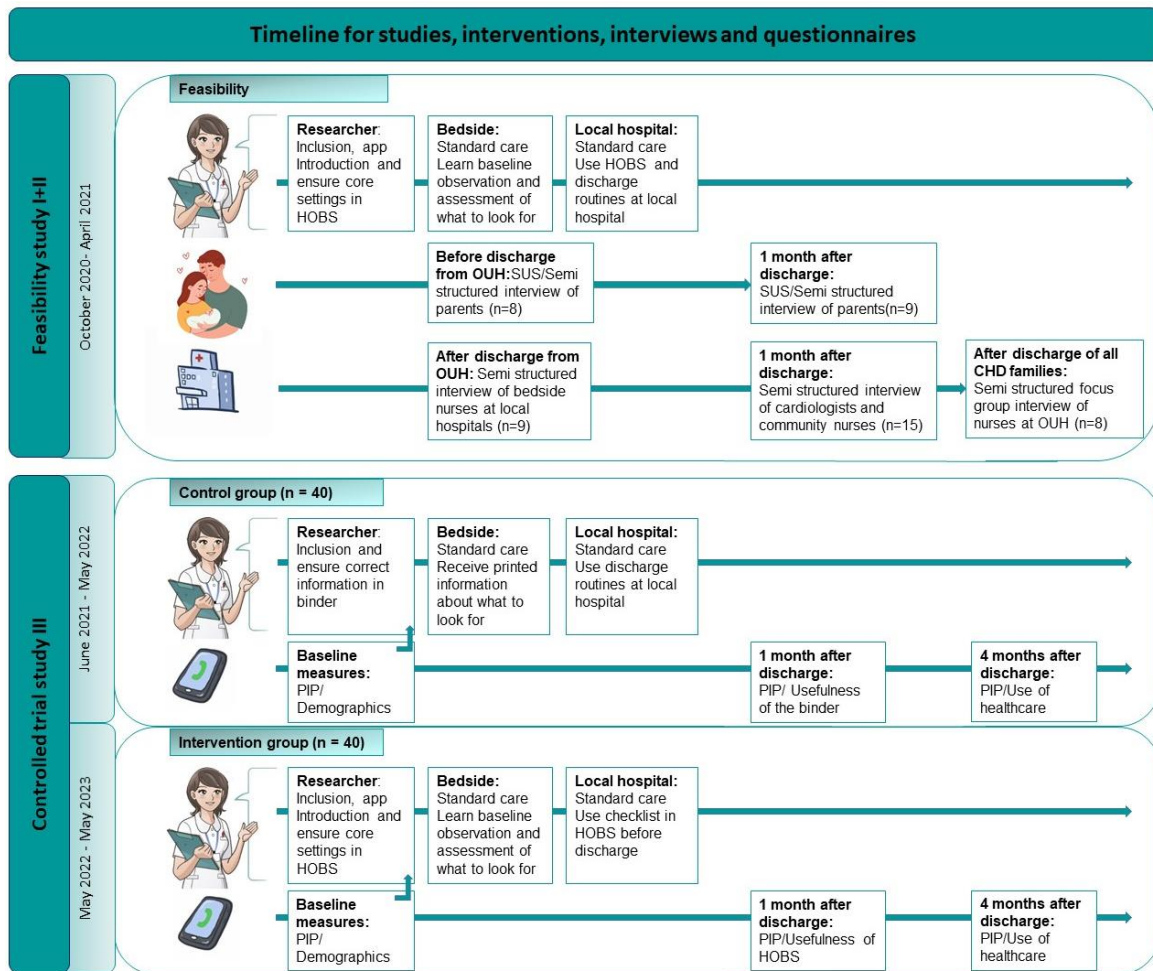 Timeline for studies, interventions, interviews and questionnaires
Feasibility study I+II
October 2020- April 2021
Feasibility
Researcher:
Inclusion, app
Introduction and
ensure core
settings in
HOBS
Bedside:
Standard care
Learn baseline
observation and
assessment of
what to look for
Local hospital:
Standard care
Use HOBS and
discharge
routines at local
hospital
Before discharge
from OUH:SUS/Semi
structured interview of
parents (n=8)
1 month after
discharge:
SUS/Semi structured
interview of parents(n=9)
After discharge from
OUH: Semi structured
interview of bedside
nurses at local
hospitals (n=9)
1 month after
discharge:
Semi structured interview
of cardiologists and
community nurses (n=15)
After discharge of all
CHD families:
Semi structured focus
group interview of
nurses at OUH (n=8)
Controlled trial study III
June 2021 - May 2022
Control group (n = 40)
Researcher:
Inclusion and
ensure correct
information in
binder
Bedside:
Standard care
Receive printed
information
about what to
look for
Local hospital:
Standard care
Use discharge
routines at local
hospital
Baseline
measures:
PIP/
Demographics
1 month after
discharge:
PIP/ Usefulness
of the binder
4 months after
discharge:
PIP/Use of
healthcare
May 2022 - May 2023
Intervention group (n = 40)
Researcher:
Inclusion, app
Introduction and
ensure core
settings in
HOBS
Bedside:
Standard care
Learn baseline
observation and
assessment of
what to look for
Local hospital:
Standard care
Use checklist in
HOBS before
discharge
Baseline
measures:
PIP/
Demographics
1 month after
discharge:
PIP/Usefulness of
HOBS
4 months after
discharge:
PIP/Use of
healthcare